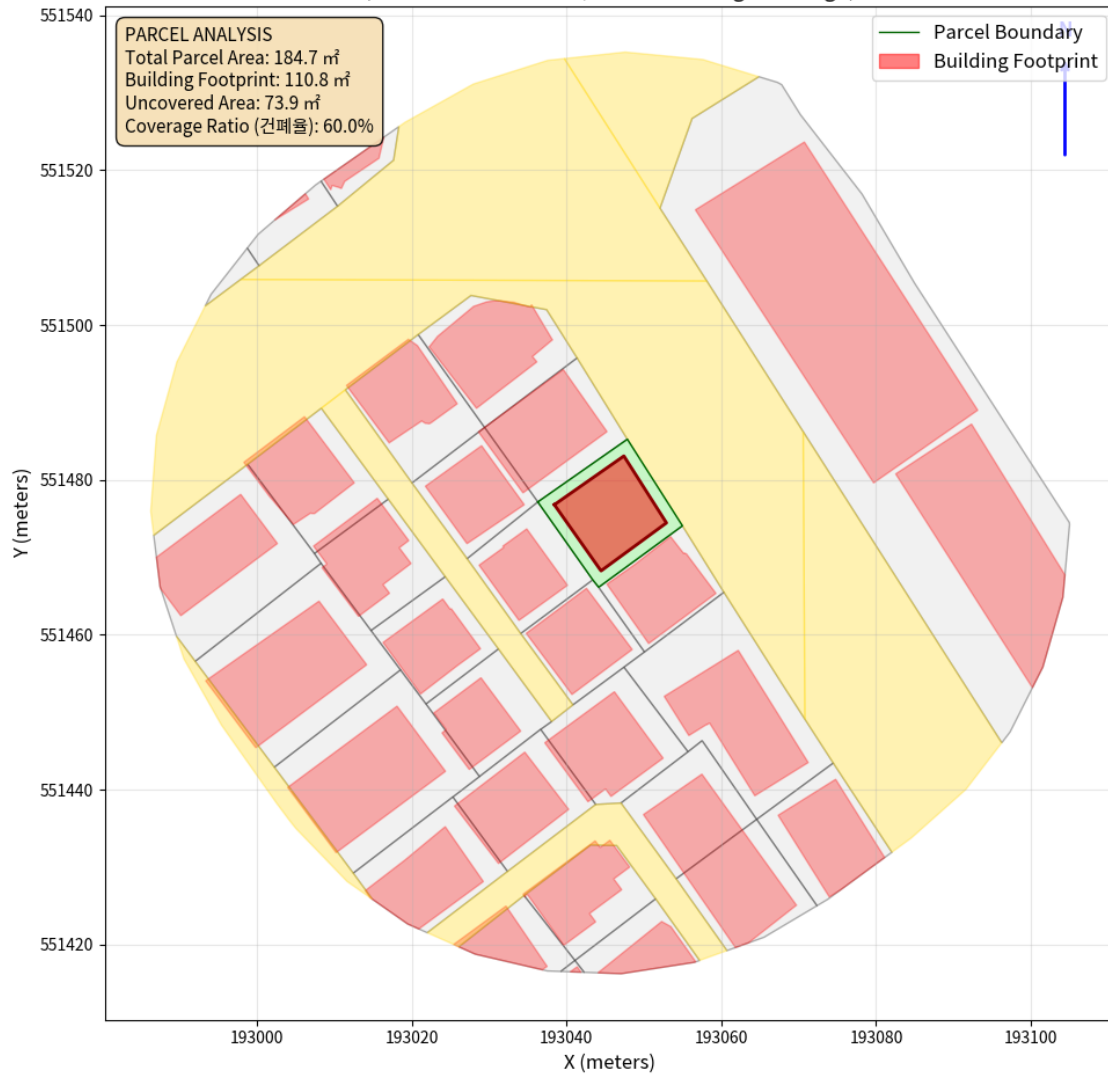 551540
551520
551500
551480
551460
551440
551420
Y (meters)
PARCEL ANALYSIS
Total Parcel Area: 184.7 ㎡
Building Footprint: 110.8 ㎡
Uncovered Area: 73.9 ㎡
Coverage Ratio (건폐율): 60.0%
N
Parcel Boundary
Building Footprint
193000
193020
193040
193060
193080
193100
X (meters)